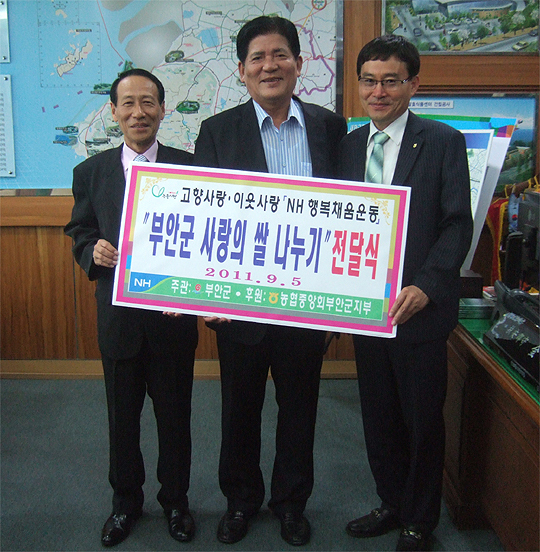 고향사랑·이웃사랑「NH 행복채움운동」
"부안군 사랑의 쌀 나누기" 전달식
2011.9.5
NH 주관: 부안군 • 후원: 농협중앙회부안군지부